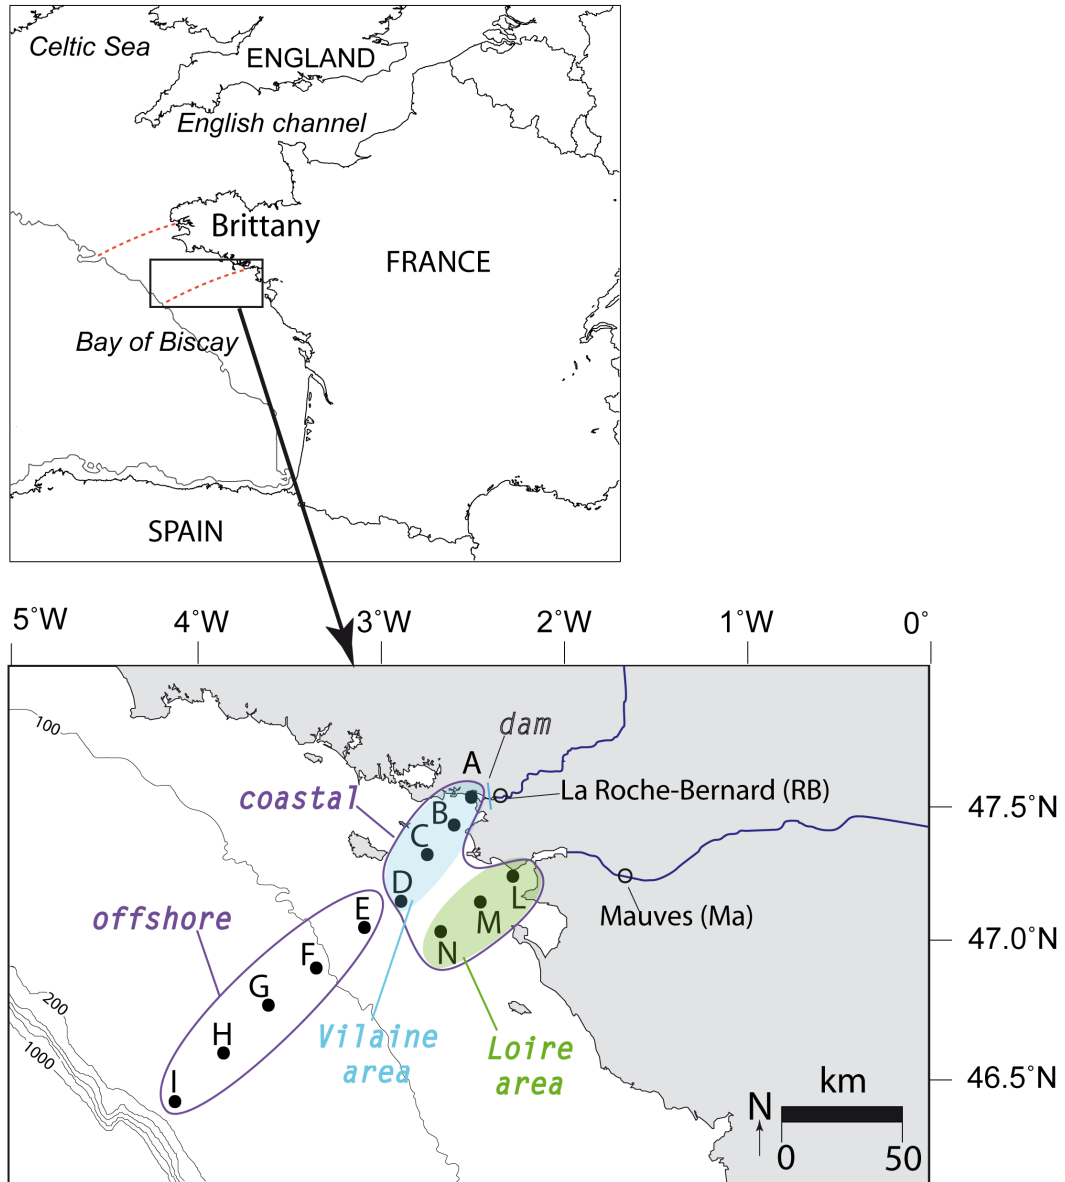 Celtic Sea
ENGLAND
English channel
Brittany
FRANCE
Bay of Biscay
SPAIN
5°W
4°W
3°W
2°W
1°W
0°
100
dam
A
La Roche-Bernard (RB)
47.5°N
coastal
B
C
D
L
Mauves (Ma)
offshore
E
M
47.0°N
F
N
G
200
H
Vilaine
area
Loire
area
1000
I
46.5°N
km
N
0
50